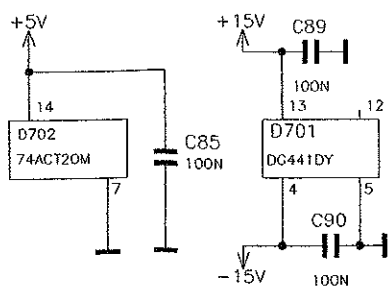 +5V
14
D702
74ACT20M
7
C85
100N
+15V
C89
100N
13
12
D701
DG441DY
4
5
C90
-15V
100N